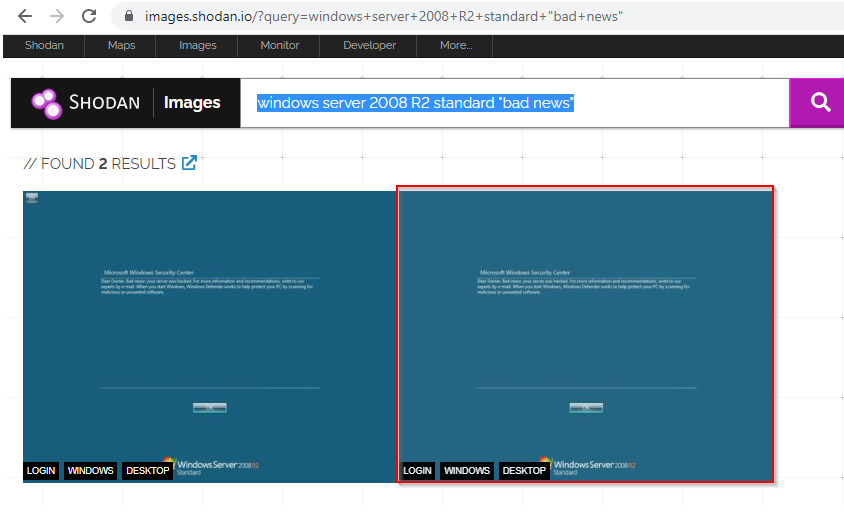 images.shodan.io/?query=windows+server+2008+R2+standard+"bad+news"
Shodan Maps Images Monitor Developer More...
SHODAN Images windows server 2008 R2 standard "bad news"
// FOUND 2 RESULTS
Microsoft Windows Security Center
Dear Owner. Bad news: your server was hacked. For more information and recommendations, write to our
experts by e-mail. When you start Windows, Windows Defender works to help protect your PC by scanning for
malicious or unwanted software.
OK
LOGIN WINDOWS DESKTOP
Windows Server 2008 R2
Standard
Microsoft Windows Security Center
Dear Owner. Bad news: your server was hacked. For more information and recommendations, write to our
experts by e-mail. When you start Windows, Windows Defender works to help protect your PC by scanning for
malicious or unwanted software.
OK
LOGIN WINDOWS DESKTOP
Windows Server 2008 R2
Standard